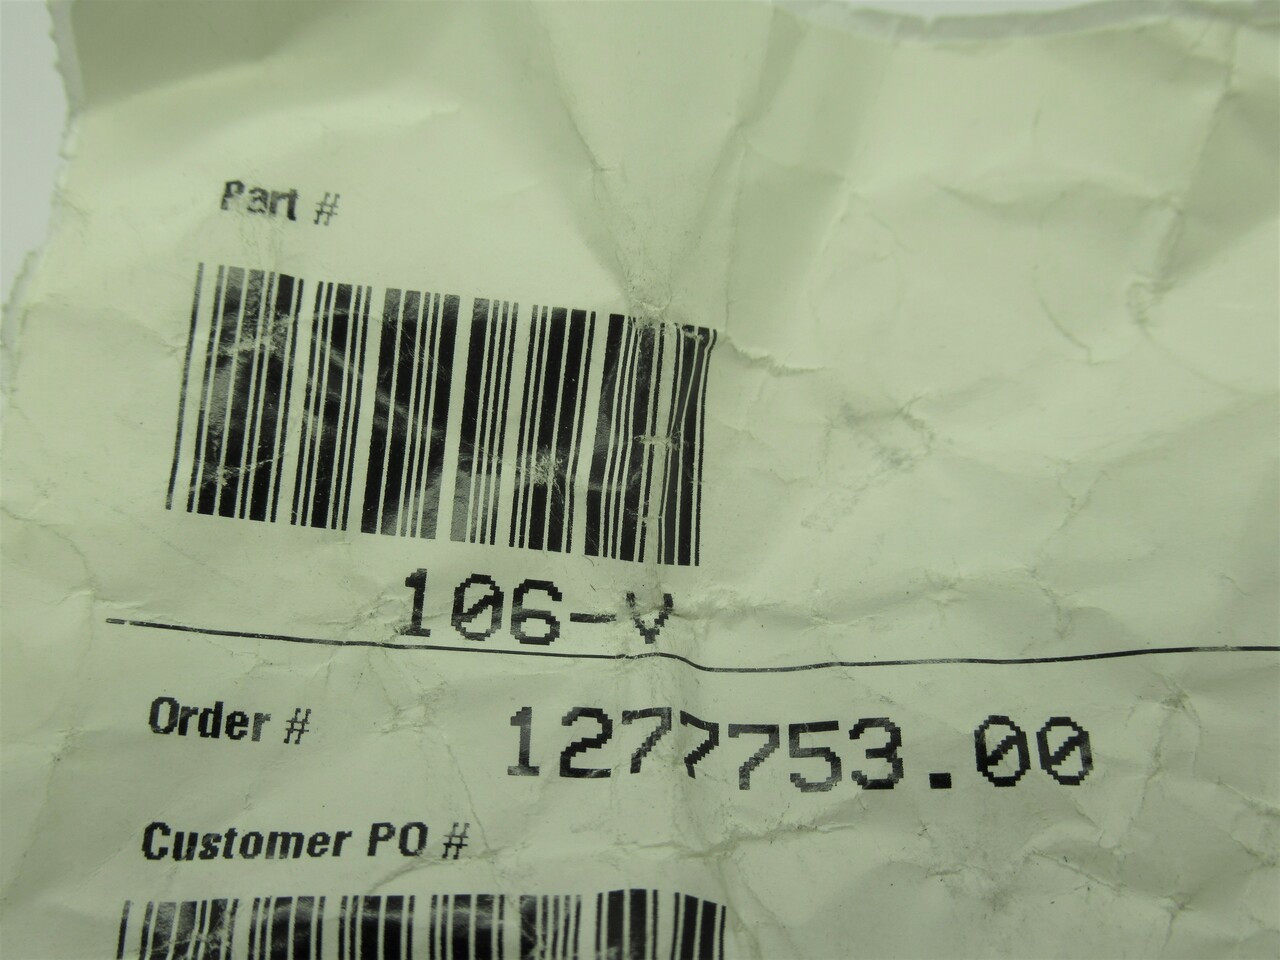 Part #
106-V
Order # 1277753.00
Customer PO #